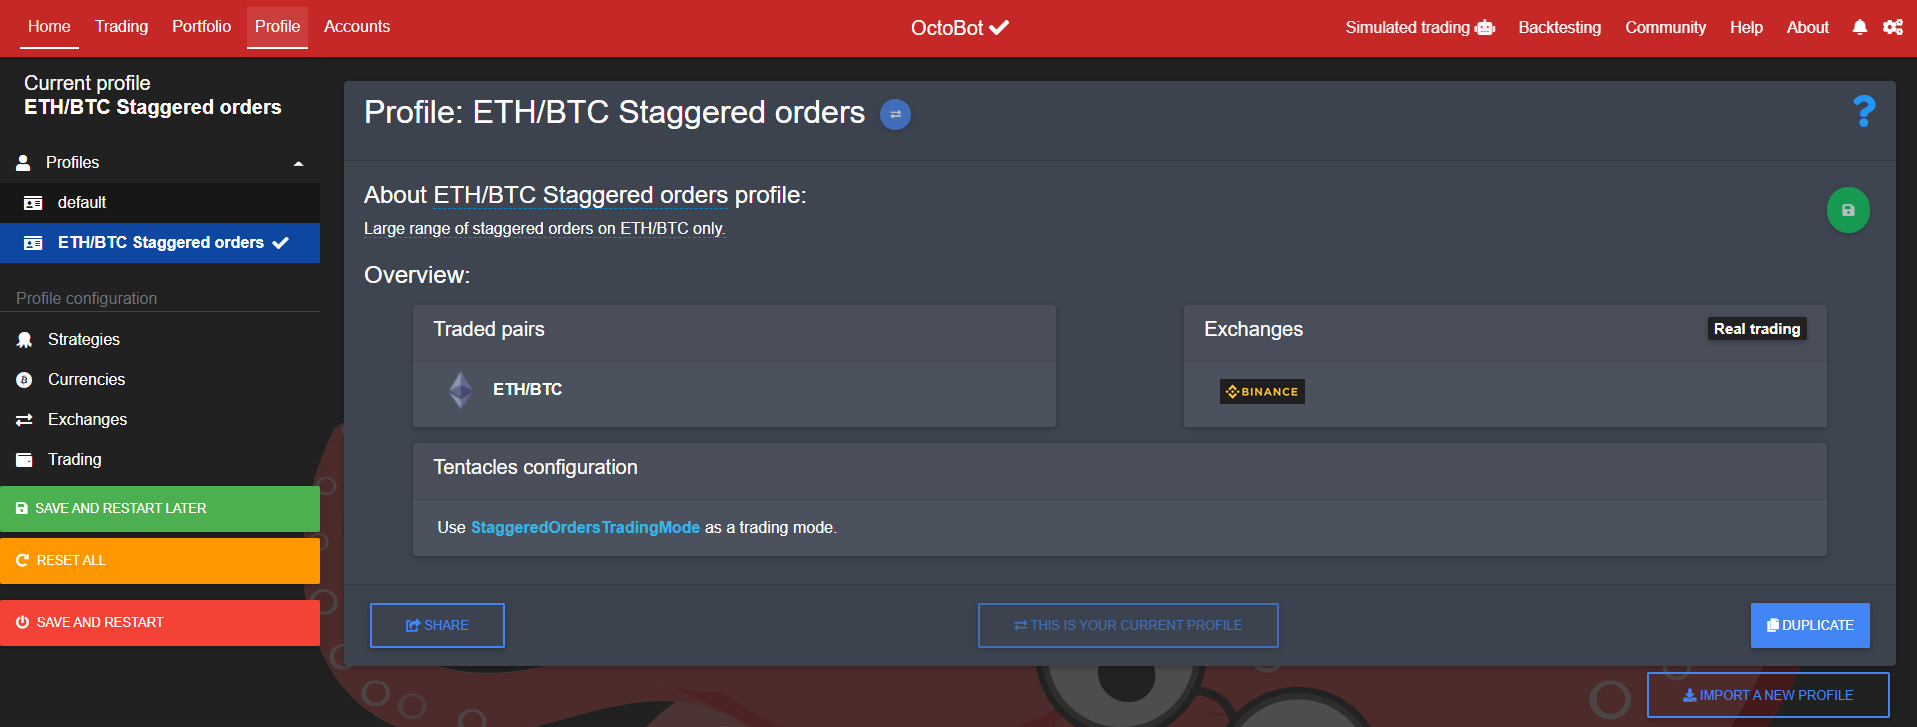 Home Trading Portfolio Profile Accounts OctoBot Simulated trading Backtesting Community Help About
Current profile
ETH/BTC Staggered orders
Profiles
default
ETH/BTC Staggered orders
Profile configuration
Strategies
Currencies
Exchanges
Trading
SAVE AND RESTART LATER
RESET ALL
SAVE AND RESTART
Profile: ETH/BTC Staggered orders
?
About ETH/BTC Staggered orders profile:
Large range of staggered orders on ETH/BTC only.
Overview:
Traded pairs
ETH/BTC
Exchanges
Real trading
BINANCE
Tentacles configuration
Use StaggeredOrdersTradingMode as a trading mode.
SHARE
THIS IS YOUR CURRENT PROFILE
DUPLICATE
IMPORT A NEW PROFILE